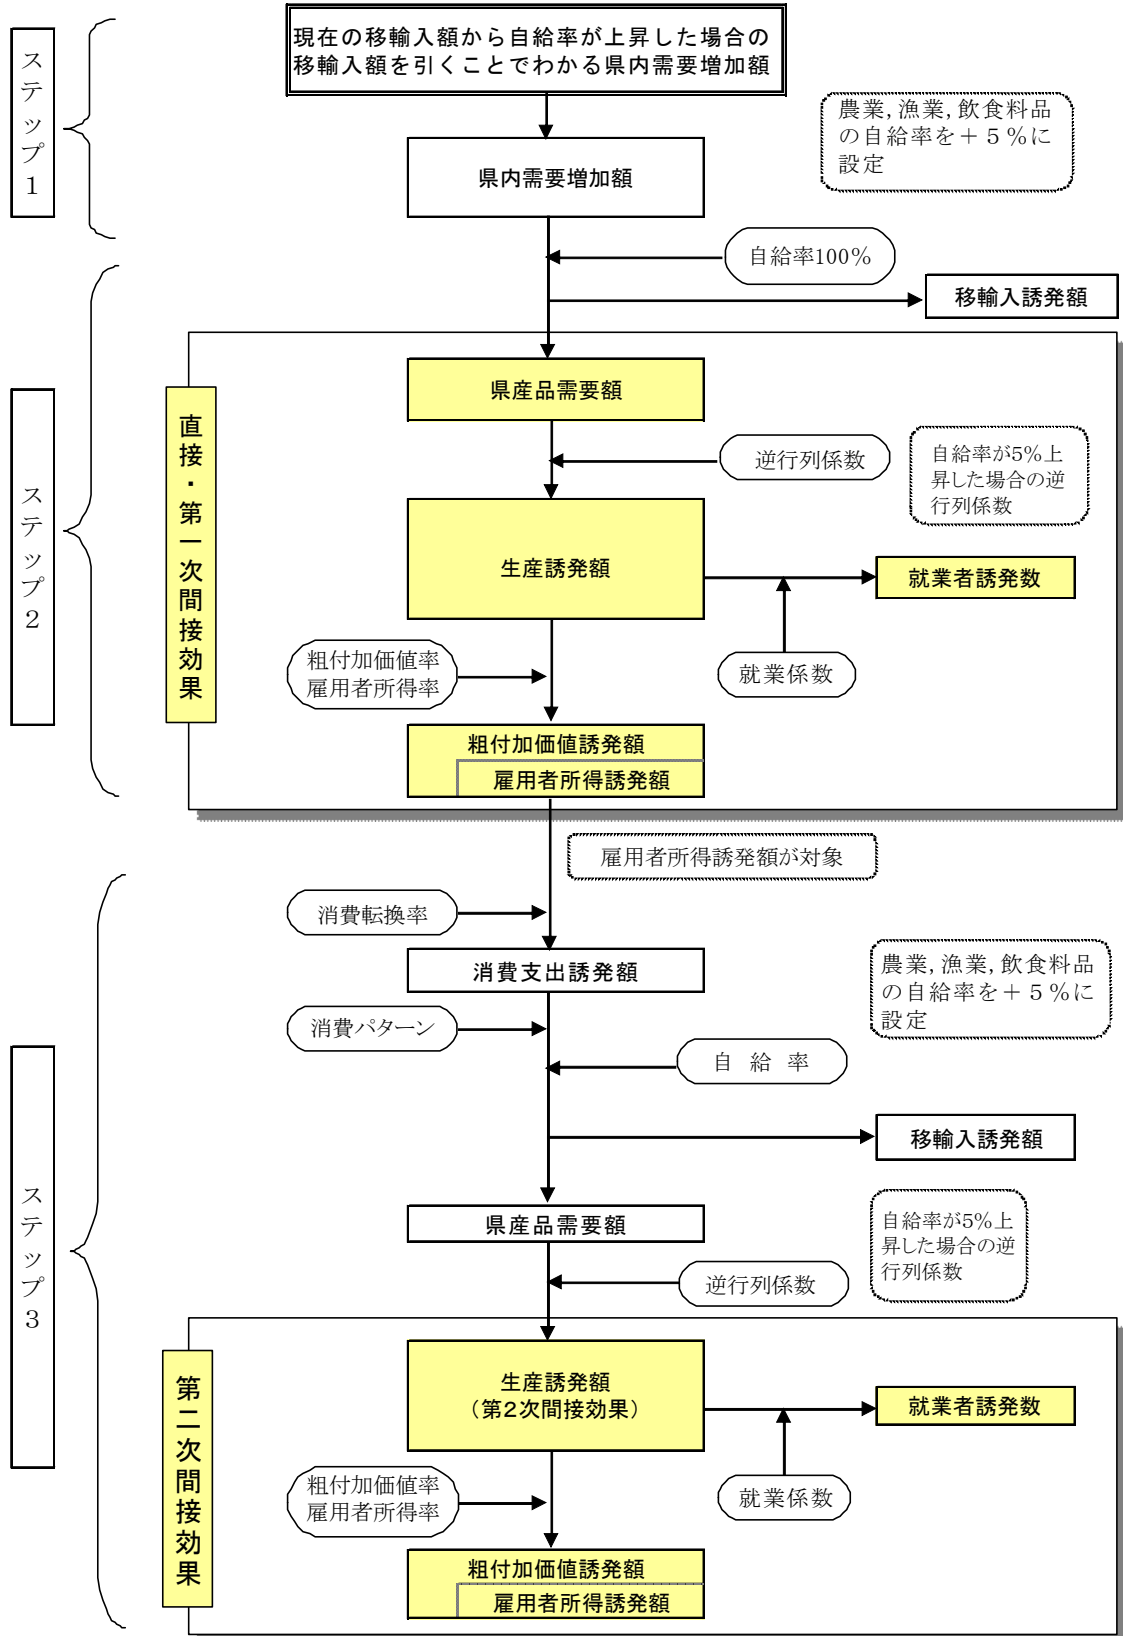 現在の移輸入額から自給率が上昇した場合の
移輸入額を引くことでわかる県内需要増加額
ステップ1
農業,漁業,飲食料品
の自給率を+5%に
設定
県内需要増加額
自給率100%
移輸入誘発額
ステップ2
直接・第一次間接効果
県産品需要額
逆行列係数
自給率が5%上
昇した場合の逆
行列係数
生産誘発額
就業者誘発数
粗付加価値率
雇用者所得率
就業係数
粗付加価値誘発額
雇用者所得誘発額
雇用者所得誘発額が対象
ステップ3
消費転換率
消費支出誘発額
農業,漁業,飲食料品
の自給率を+5%に
設定
消費パターン
自 給 率
移輸入誘発額
県産品需要額
自給率が5%上
昇した場合の逆
行列係数
逆行列係数
第二次間接効果
生産誘発額
(第2次間接効果)
就業者誘発数
粗付加価値率
雇用者所得率
就業係数
粗付加価値誘発額
雇用者所得誘発額